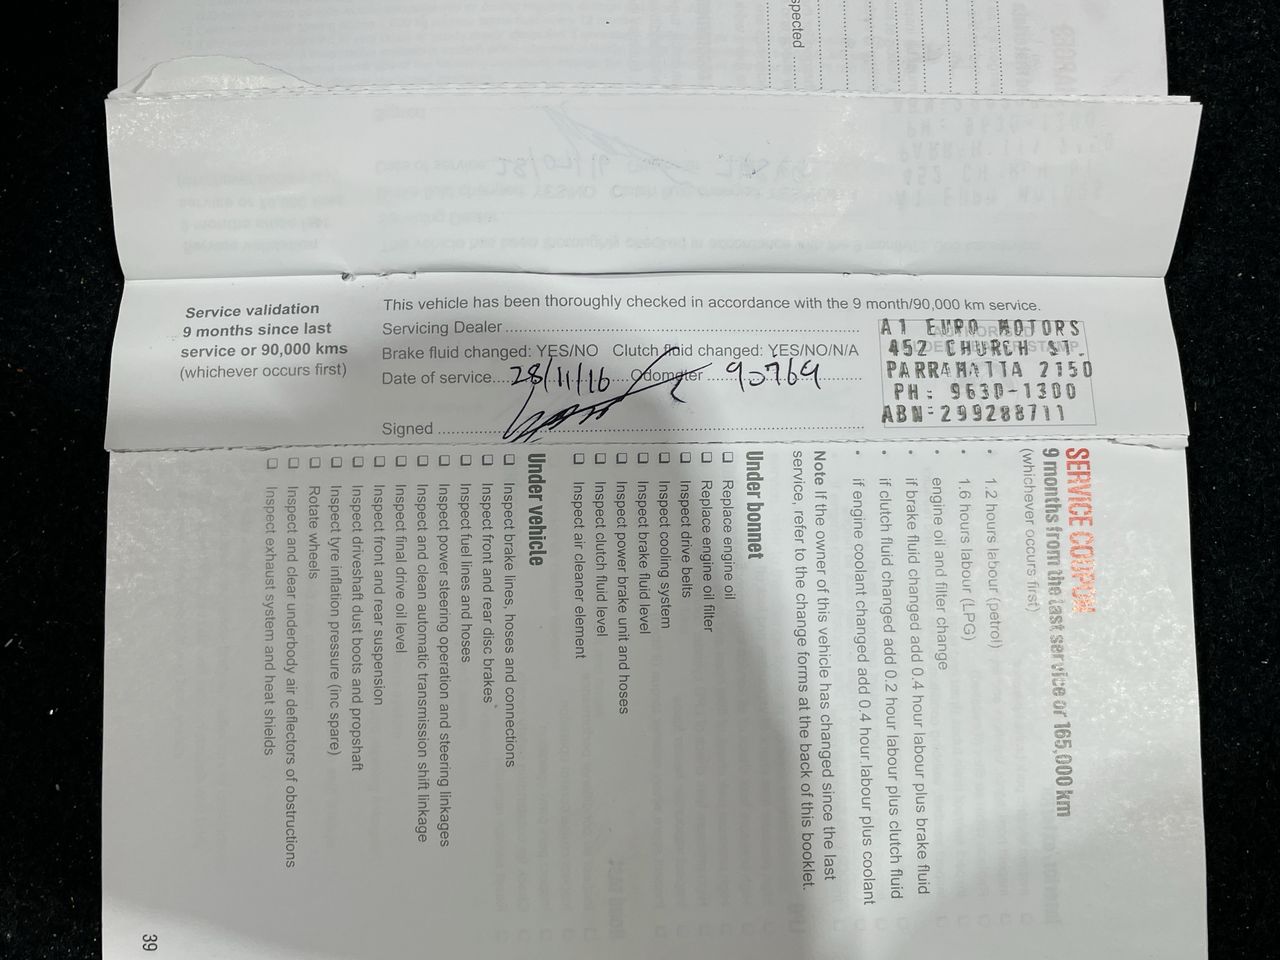 spected
Service validation
9 months since last
service or 90,000 kms
(whichever occurs first)
This vehicle has been thoroughly checked in accordance with the 9 month/90,000 km service.
Servicing Dealer
Brake fluid changed: YES/NO Clutch fluid changed: YES/NO/N/A
Date of service 28/11/16 Odometer 90769
Signed
A1 EURO MOTORS
452 CHURCH ST.
PARRAMATTA 2150
PH: 9630-1300
ABN=299288711
SERVICE COUPON
9 months from the last service or 165,000 km
(whichever occurs first)
• 1.2 hours labour (petrol)
• 1.6 hours labour (LPG)
• engine oil and filter change
• if brake fluid changed add 0.4 hour labour plus brake fluid
• if clutch fluid changed add 0.2 hour labour plus clutch fluid
• if engine coolant changed add 0.4 hour labour plus coolant
Note If the owner of this vehicle has changed since the last
service, refer to the change forms at the back of this booklet.
Under bonnet
❑ Replace engine oil
❑ Replace engine oil filter
❑ Inspect drive belts
❑ Inspect cooling system
❑ Inspect brake fluid level
❑ Inspect power brake unit and hoses
❑ Inspect clutch fluid level
❑ Inspect air cleaner element
Under vehicle
❑ Inspect brake lines, hoses and connections
❑ Inspect front and rear disc brakes
❑ Inspect fuel lines and hoses
❑ Inspect power steering operation and steering linkages
❑ Inspect and clean automatic transmission shift linkage
❑ Inspect final drive oil level
❑ Inspect front and rear suspension
❑ Inspect driveshaft dust boots and propshaft
❑ Inspect tyre inflation pressure (inc spare)
❑ Rotate wheels
❑ Inspect and clear underbody air deflectors of obstructions
❑ Inspect exhaust system and heat shields
39